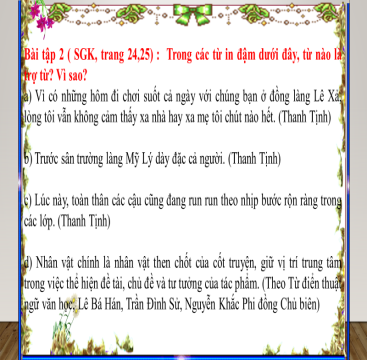 Bài tập 2 ( SGK, trang 24,25) : Trong các từ in đậm dưới đây, từ nào là
trợ từ? Vì sao?
a) Vì có những hôm đi chơi suốt cả ngày với chúng bạn ở đồng làng Lê Xá,
lòng tôi vẫn không cảm thấy xa nhà hay xa mẹ tôi chút nào hết. (Thanh Tịnh)
b) Trước sân trường làng Mỹ Lý dày đặc cả người. (Thanh Tịnh)
c) Lúc này, toàn thân các cậu cũng đang run run theo nhịp bước rộn ràng trong
các lớp. (Thanh Tịnh)
d) Nhân vật chính là nhân vật then chốt của cốt truyện, giữ vị trí trung tâm
trong việc thể hiện đề tài, chủ đề và tư tưởng của tác phẩm. (Theo Từ điển thuật
ngữ văn học, Lê Bá Hán, Trần Đình Sử, Nguyễn Khắc Phi đồng Chủ biên)